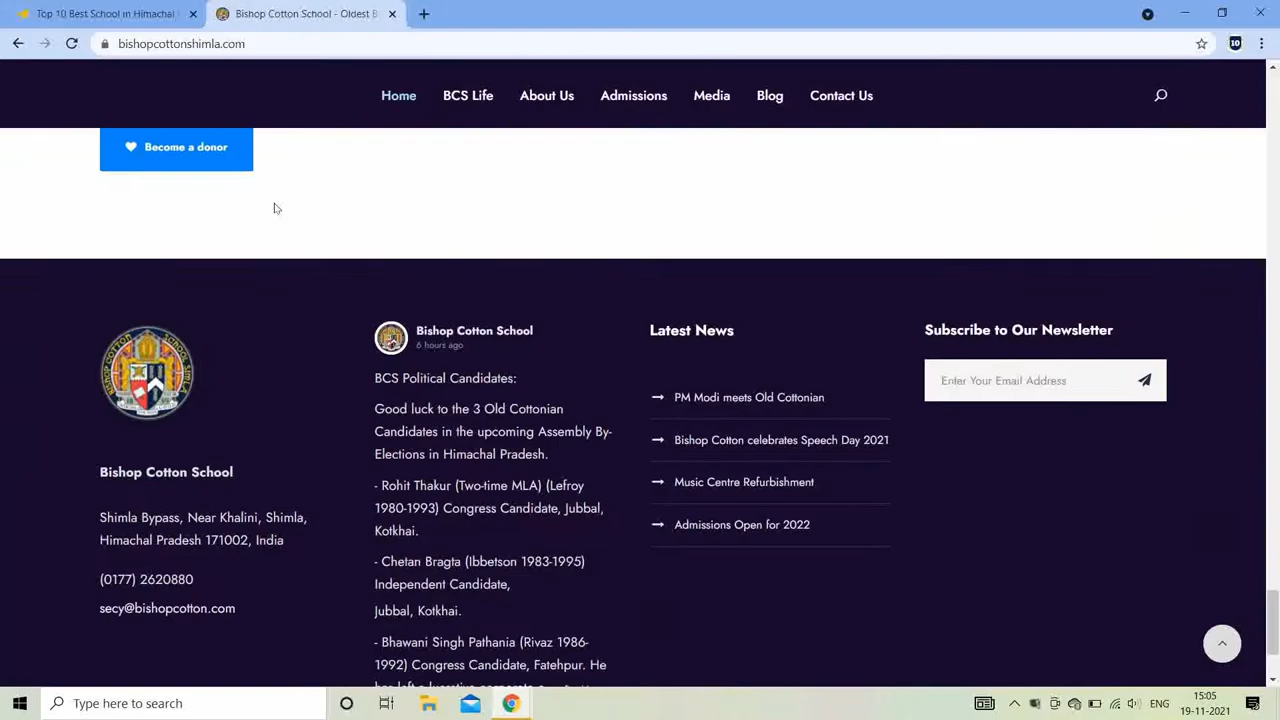 Top 10 Best School in Himachal
Bishop Cotton School - Oldest B
bishopcottonshimla.com
10
Home
BCS Life
About Us
Admissions
Media
Blog
Contact Us
Become a donor
Bishop Cotton School
Shimla Bypass, Near Khalini, Shimla,
Himachal Pradesh 171002, India
(0177) 2620880
secy@bishopcotton.com
Bishop Cotton School
6 hours ago
BCS Political Candidates:
Good luck to the 3 Old Cottonian
Candidates in the upcoming Assembly By-
Elections in Himachal Pradesh.
- Rohit Thakur (Two-time MLA) (Lefroy
1980-1993) Congress Candidate, Jubbal,
Kotkhai.
- Chetan Bragta (Ibbetson 1983-1995)
Independent Candidate,
Jubbal, Kotkhai.
- Bhawani Singh Pathania (Rivaz 1986-
1992) Congress Candidate, Fatehpur. He
Latest News
PM Modi meets Old Cottonian
Bishop Cotton celebrates Speech Day 2021
Music Centre Refurbishment
Admissions Open for 2022
Subscribe to Our Newsletter
Enter Your Email Address
Type here to search
ENG
15:05
19-11-2021